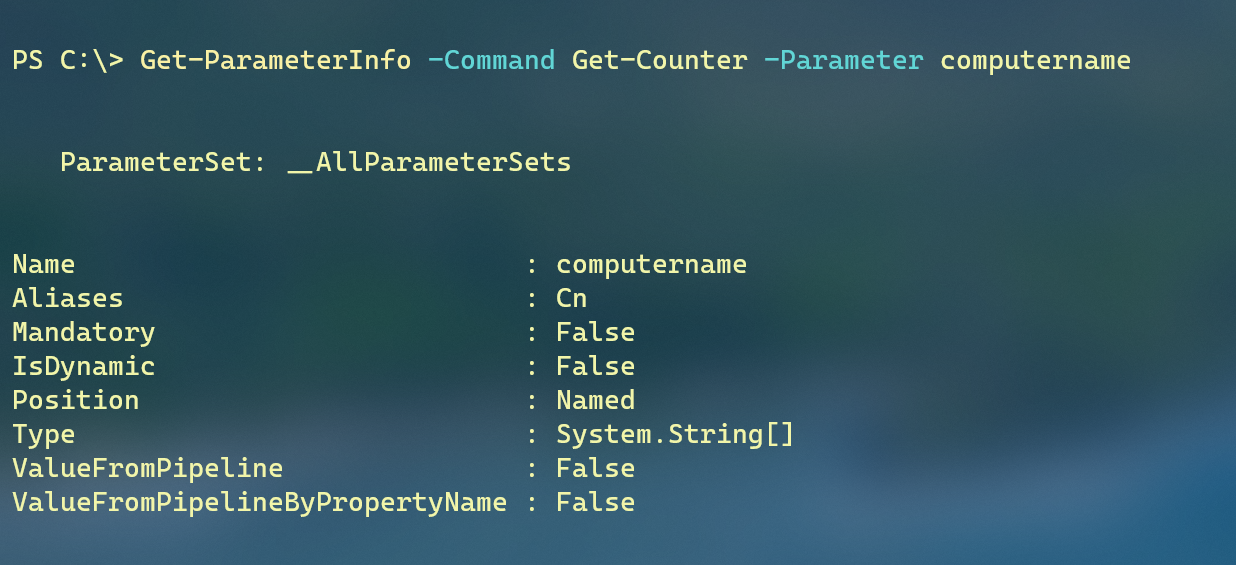 PS C:\> Get-ParameterInfo -Command Get-Counter -Parameter computername
ParameterSet: __AllParameterSets
Name                            : computername
Aliases                         : Cn
Mandatory                       : False
IsDynamic                       : False
Position                        : Named
Type                            : System.String[]
ValueFromPipeline               : False
ValueFromPipelineByPropertyName : False